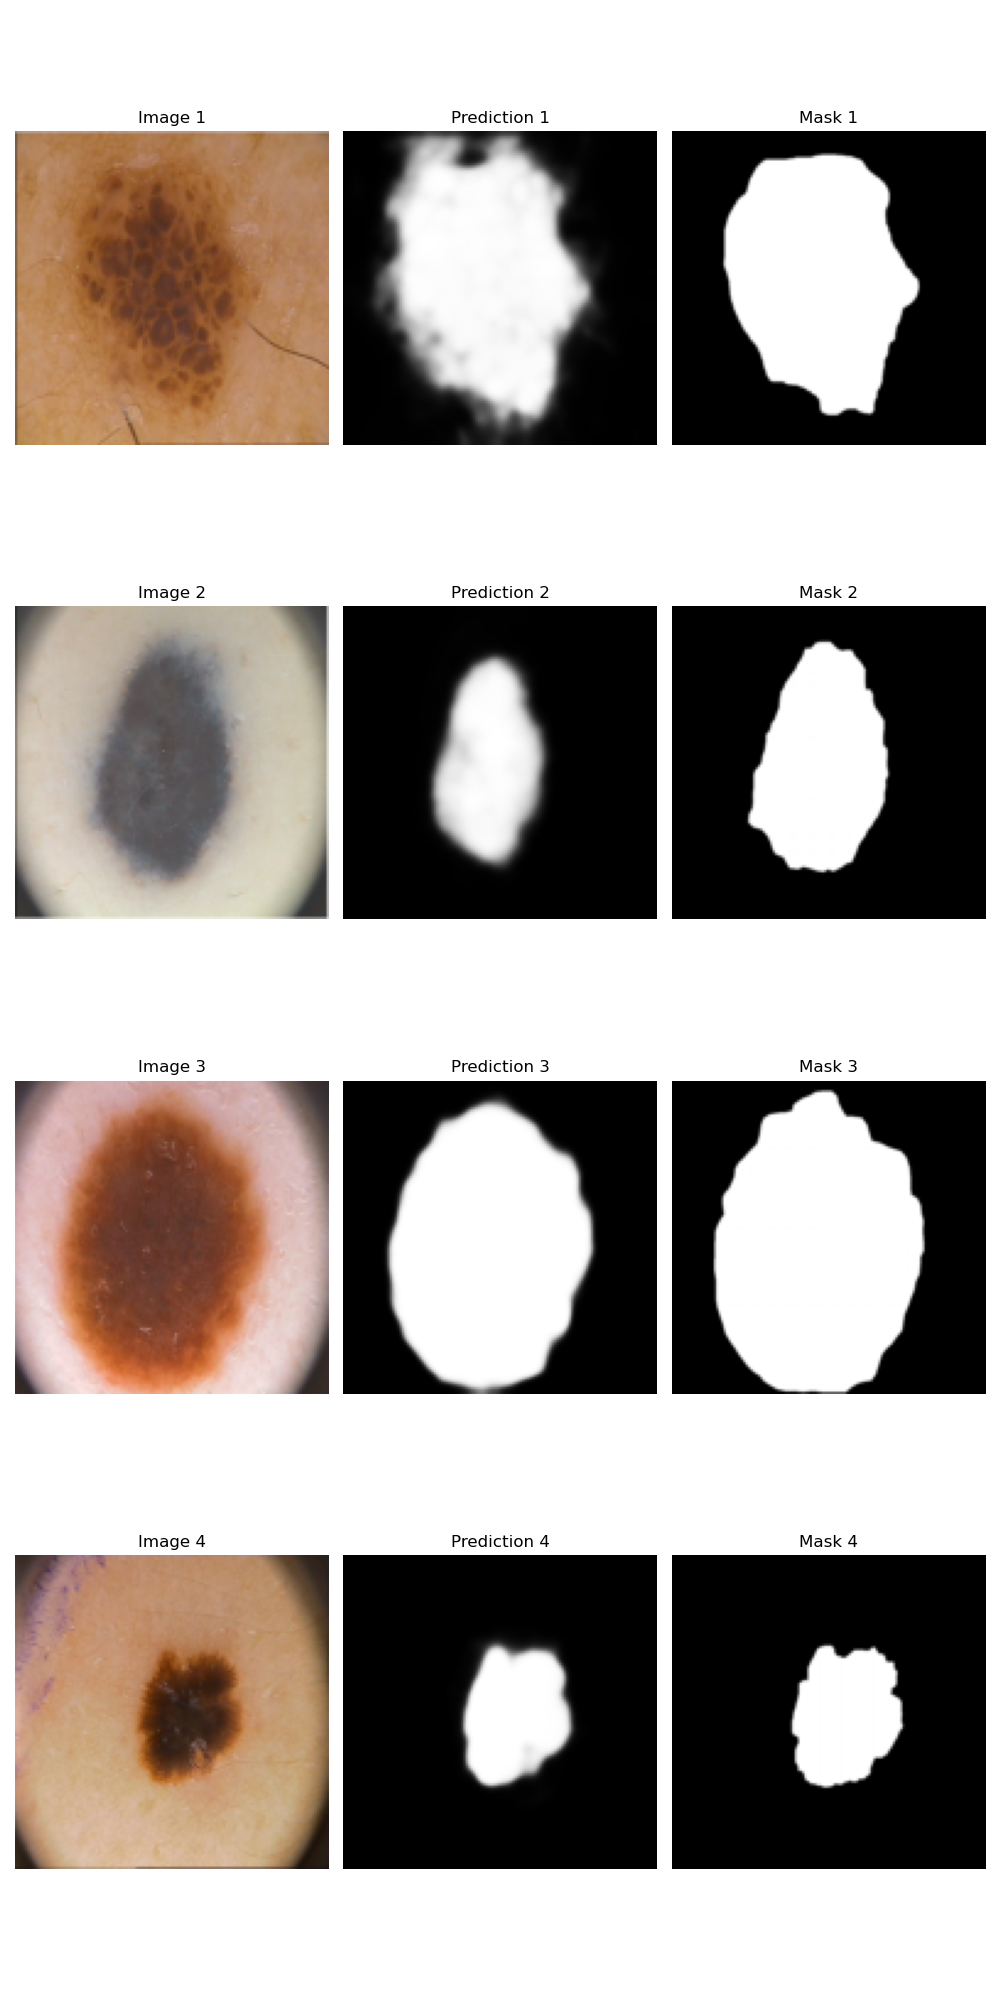 Image 1
Prediction 1
Mask 1
Image 2
Prediction 2
Mask 2
Image 3
Prediction 3
Mask 3
Image 4
Prediction 4
Mask 4